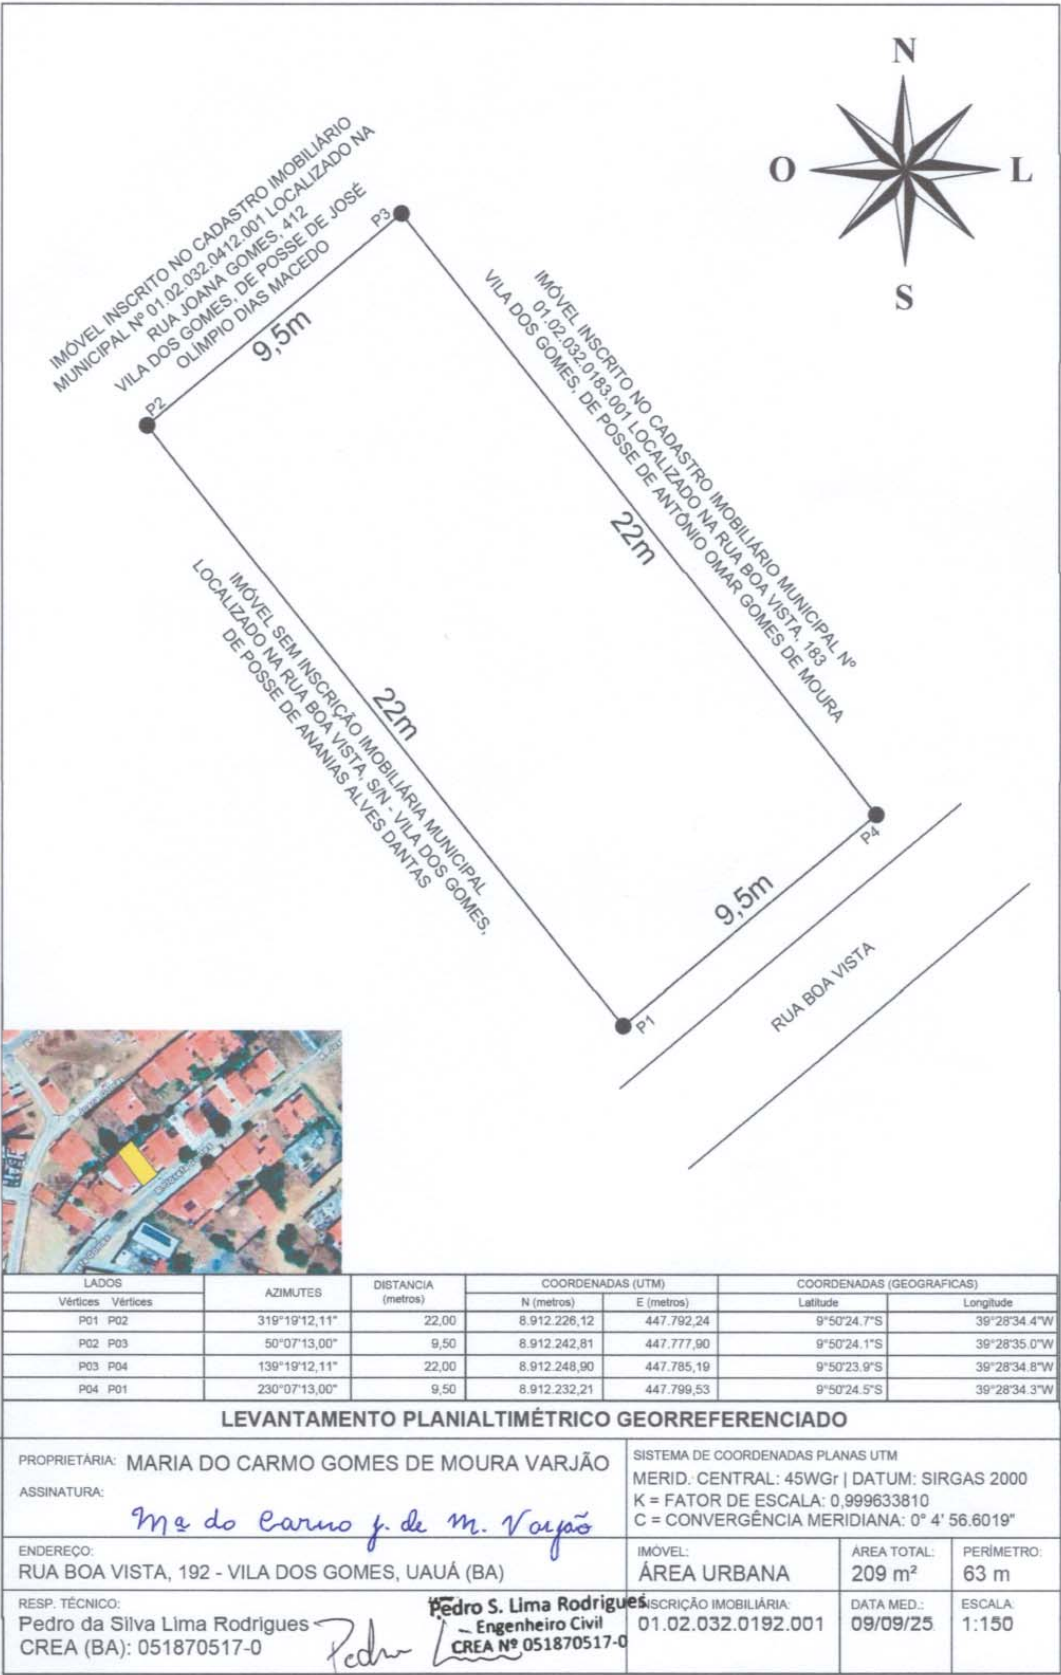 N
O
L
S
IMÓVEL INSCRITO NO CADASTRO IMOBILIÁRIO
MUNICIPAL Nº 01.02.032.0412.001 LOCALIZADO NA
RUA JOANA GOMES, 412
VILA DOS GOMES, DE POSSE DE JOSÉ
OLÍMPIO DIAS MACEDO
P3
9,5m
P2
IMÓVEL INSCRITO NO CADASTRO IMOBILIÁRIO MUNICIPAL Nº
01.02.032.0183.001 LOCALIZADO NA RUA BOA VISTA, 183
VILA DOS GOMES, DE POSSE DE ANTÔNIO OMAR GOMES DE MOURA
22m
IMÓVEL SEM INSCRIÇÃO IMOBILIÁRIA MUNICIPAL
LOCALIZADO NA RUA BOA VISTA, S/N - VILA DOS GOMES,
DE POSSE DE ANANIAS ALVES DANTAS
22m
P4
9,5m
P1
RUA BOA VISTA
LADOS AZIMUTES DISTANCIA (metros) COORDENADAS (UTM) COORDENADAS (GEOGRAFICAS)
Vértices Vértices N (metros) E (metros) Latitude Longitude
P01 P02 319°19'12,11" 22,00 8.912.226,12 447.792,24 9°50'24.7"S 39°28'34.4"W
P02 P03 50°07'13,00" 9,50 8.912.242,81 447.777,90 9°50'24.1"S 39°28'35.0"W
P03 P04 139°19'12,11" 22,00 8.912.248,90 447.785,19 9°50'23.9"S 39°28'34.8"W
P04 P01 230°07'13,00" 9,50 8.912.232,21 447.799,53 9°50'24.5"S 39°28'34.3"W
LEVANTAMENTO PLANIALTIMÉTRICO GEORREFERENCIADO
PROPRIETÁRIA: MARIA DO CARMO GOMES DE MOURA VARJÃO
ASSINATURA:
Mª do Carmo g. de M. Varjão
SISTEMA DE COORDENADAS PLANAS UTM
MERID. CENTRAL: 45WGr | DATUM: SIRGAS 2000
K = FATOR DE ESCALA: 0,999633810
C = CONVERGÊNCIA MERIDIANA: 0° 4' 56.6019"
ENDEREÇO:
RUA BOA VISTA, 192 - VILA DOS GOMES, UAUÁ (BA)
IMÓVEL:
ÁREA URBANA
ÁREA TOTAL:
209 m²
PERÍMETRO:
63 m
RESP. TÉCNICO:
Pedro da Silva Lima Rodrigues
CREA (BA): 051870517-0
Pedro
Pedro S. Lima Rodrigues
Engenheiro Civil
CREA Nº 051870517-0
INSCRIÇÃO IMOBILIÁRIA:
01.02.032.0192.001
DATA MED.:
09/09/25
ESCALA:
1:150